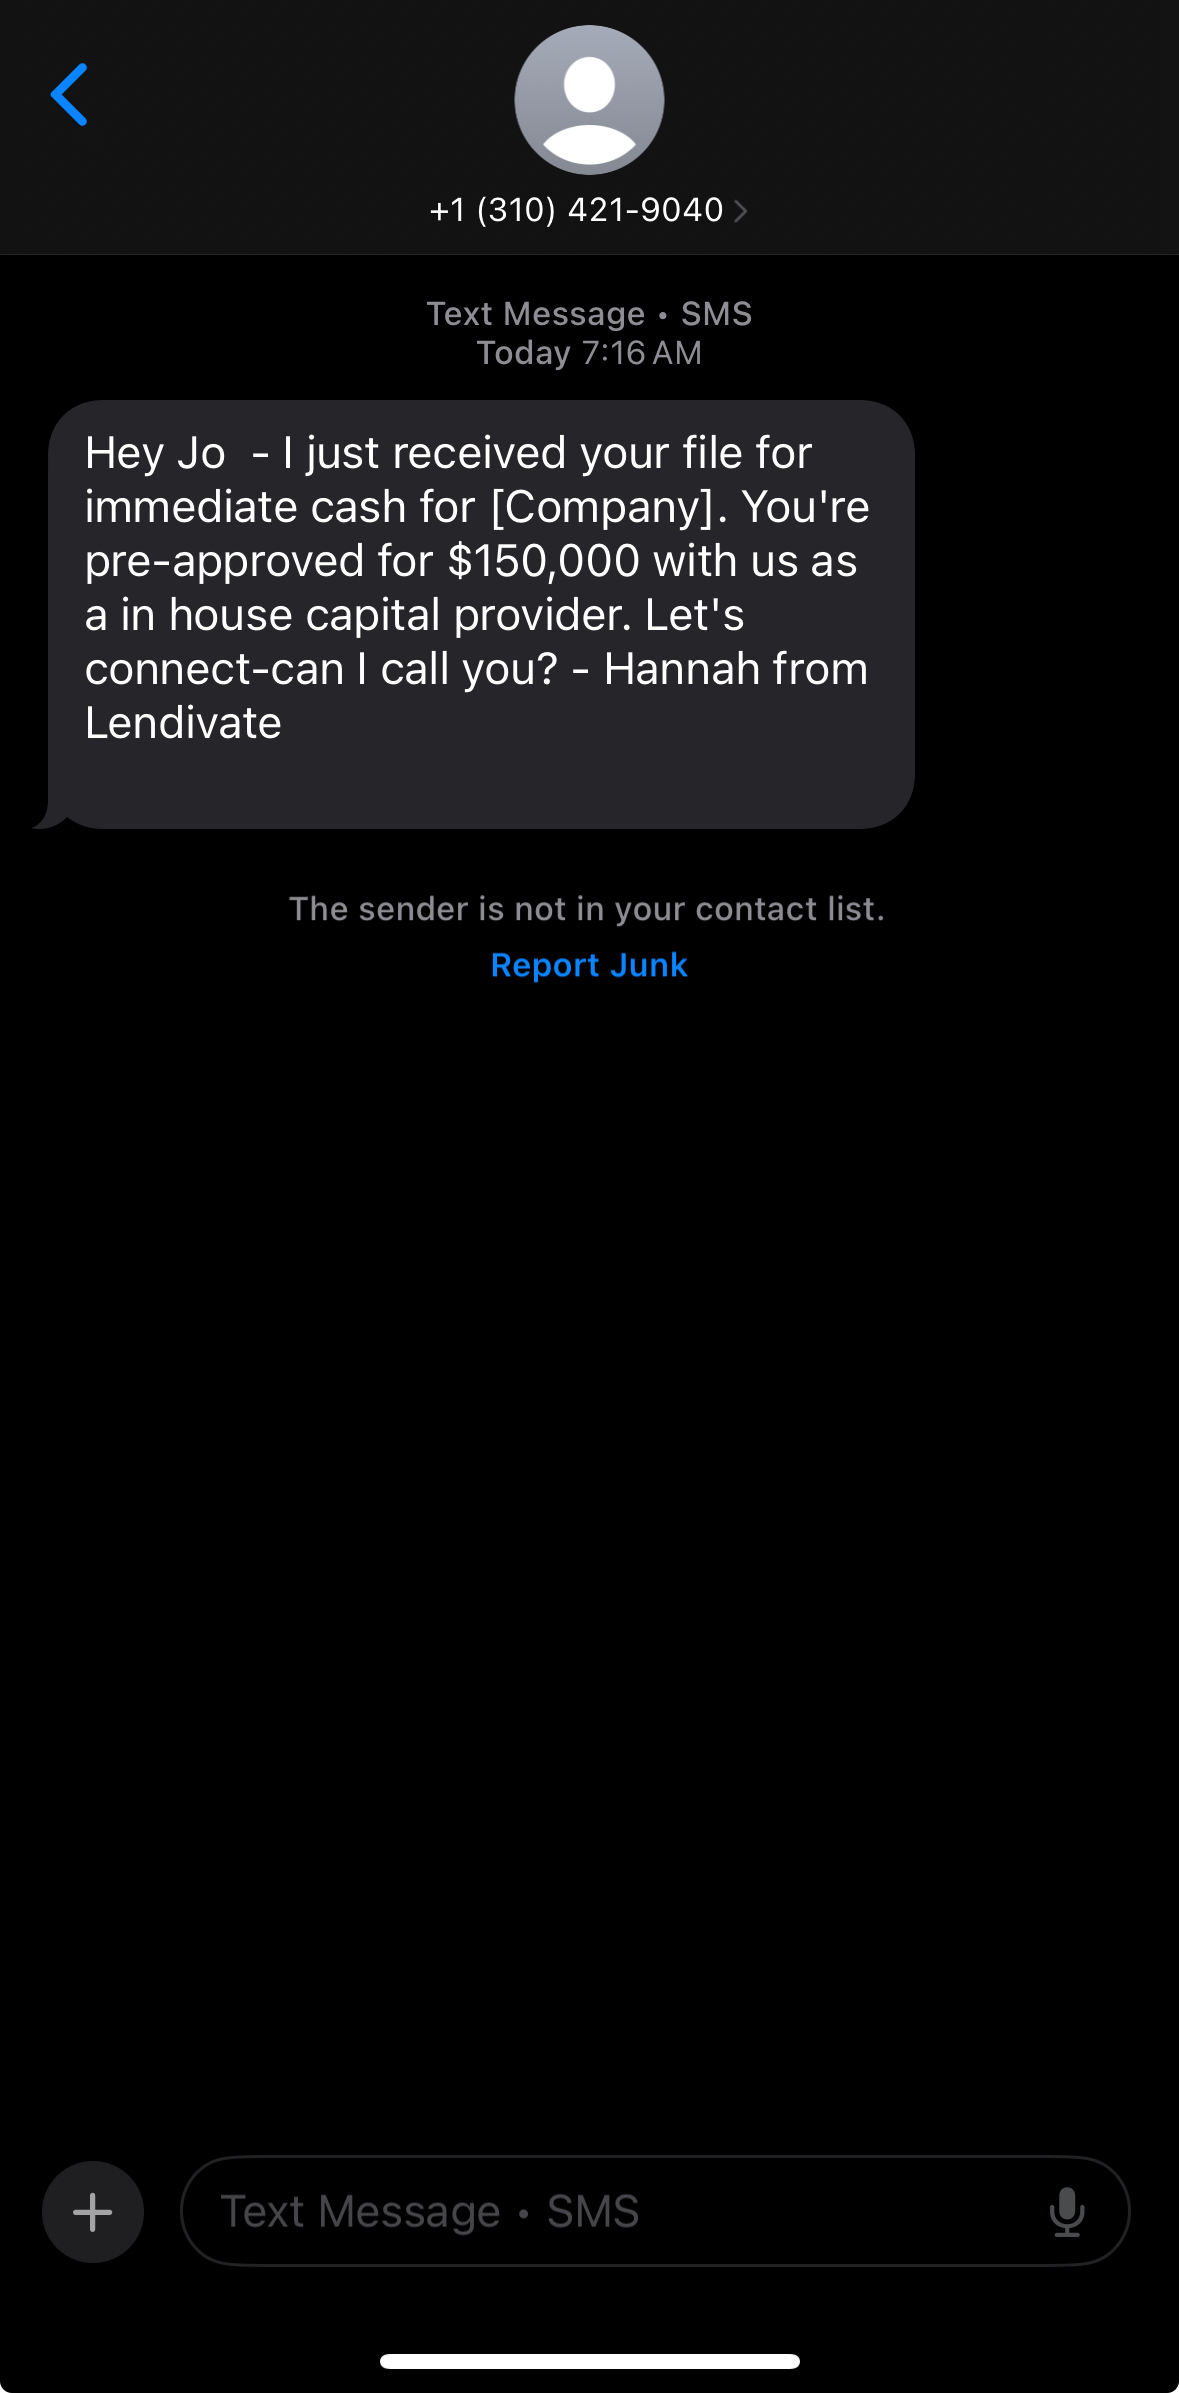 +1 (310) 421-9040
Text Message • SMS
Today 7:16 AM
Hey Jo  - I just received your file for
immediate cash for [Company]. You're
pre-approved for $150,000 with us as
a in house capital provider. Let's
connect-can I call you? - Hannah from
Lendivate
The sender is not in your contact list.
Report Junk
Text Message • SMS